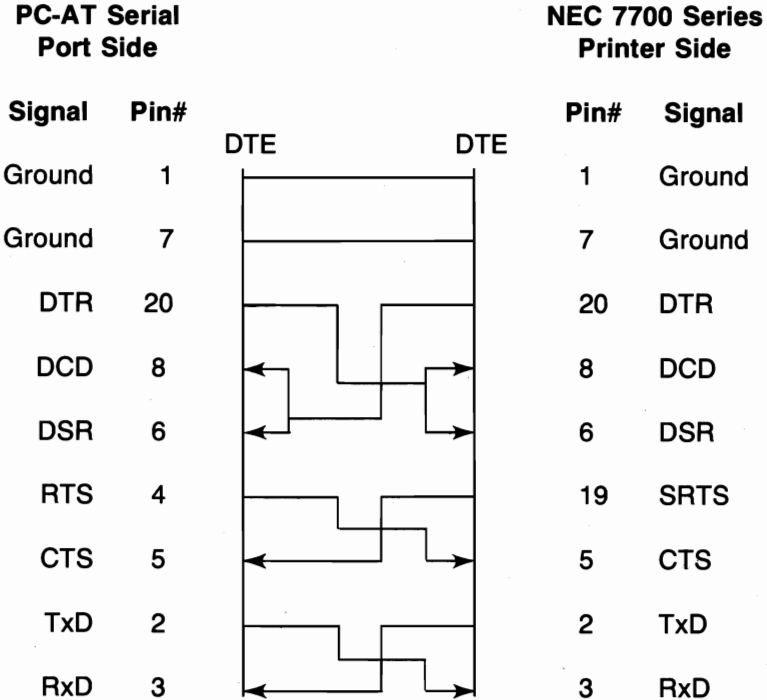 PC-AT Serial NEC 7700 Series
Port Side Printer Side
Signal Pin# Pin# Signal
DTE DTE
Ground 1 1 Ground
Ground 7 7 Ground
DTR 20 20 DTR
DCD 8 8 DCD
DSR 6 6 DSR
RTS 4 19 SRTS
CTS 5 5 CTS
TxD 2 2 TxD
RxD 3 3 RxD